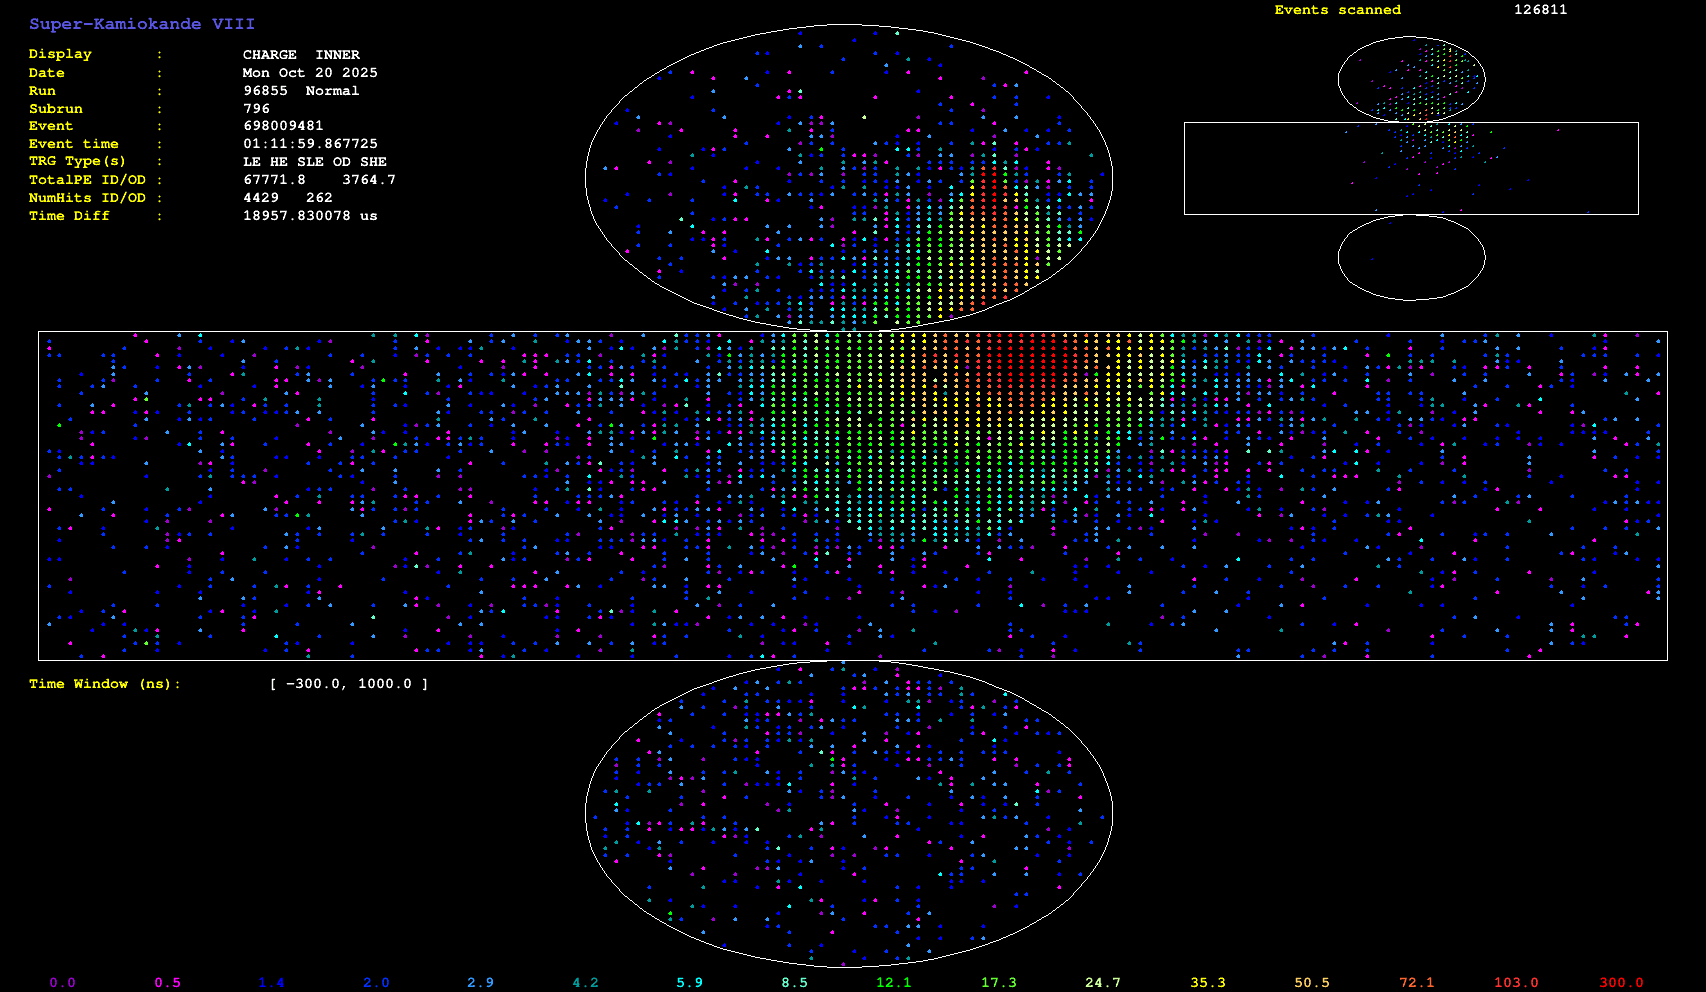 Super-Kamiokande VIII
Events scanned 126811
Display : CHARGE INNER
Date : Mon Oct 20 2025
Run : 96855 Normal
Subrun : 796
Event : 698009481
Event time : 01:11:59.867725
TRG Type(s) : LE HE SLE OD SHE
TotalPE ID/OD : 67771.8 3764.7
NumHits ID/OD : 4429 262
Time Diff : 18957.830078 us
Time Window (ns): [ -300.0, 1000.0 ]
0.0 0.5 1.4 2.0 2.9 4.2 5.9 8.5 12.1 17.3 24.7 35.3 50.5 72.1 103.0 300.0